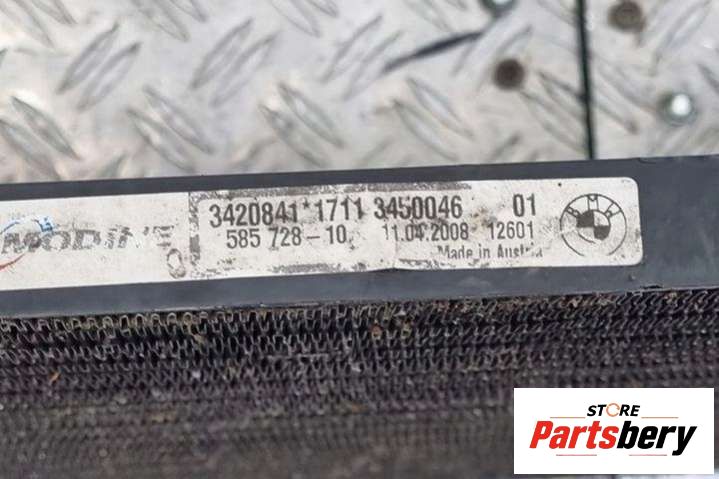 MODINE
3420841*1711 3450046 01
585 728-10 11.04.2008 12601
Made in Austria
STORE
Partsbery